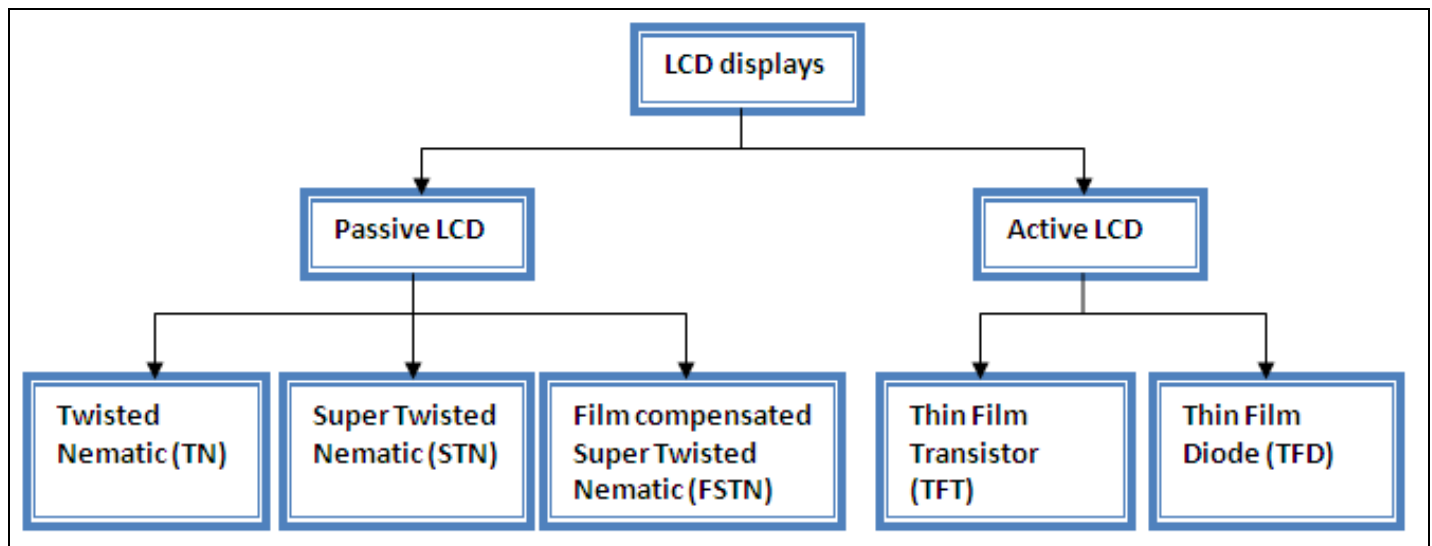 LCD displays
Passive LCD
Active LCD
Twisted
Nematic (TN)
Super Twisted
Nematic (STN)
Film compensated
Super Twisted
Nematic (FSTN)
Thin Film
Transistor
(TFT)
Thin Film
Diode (TFD)